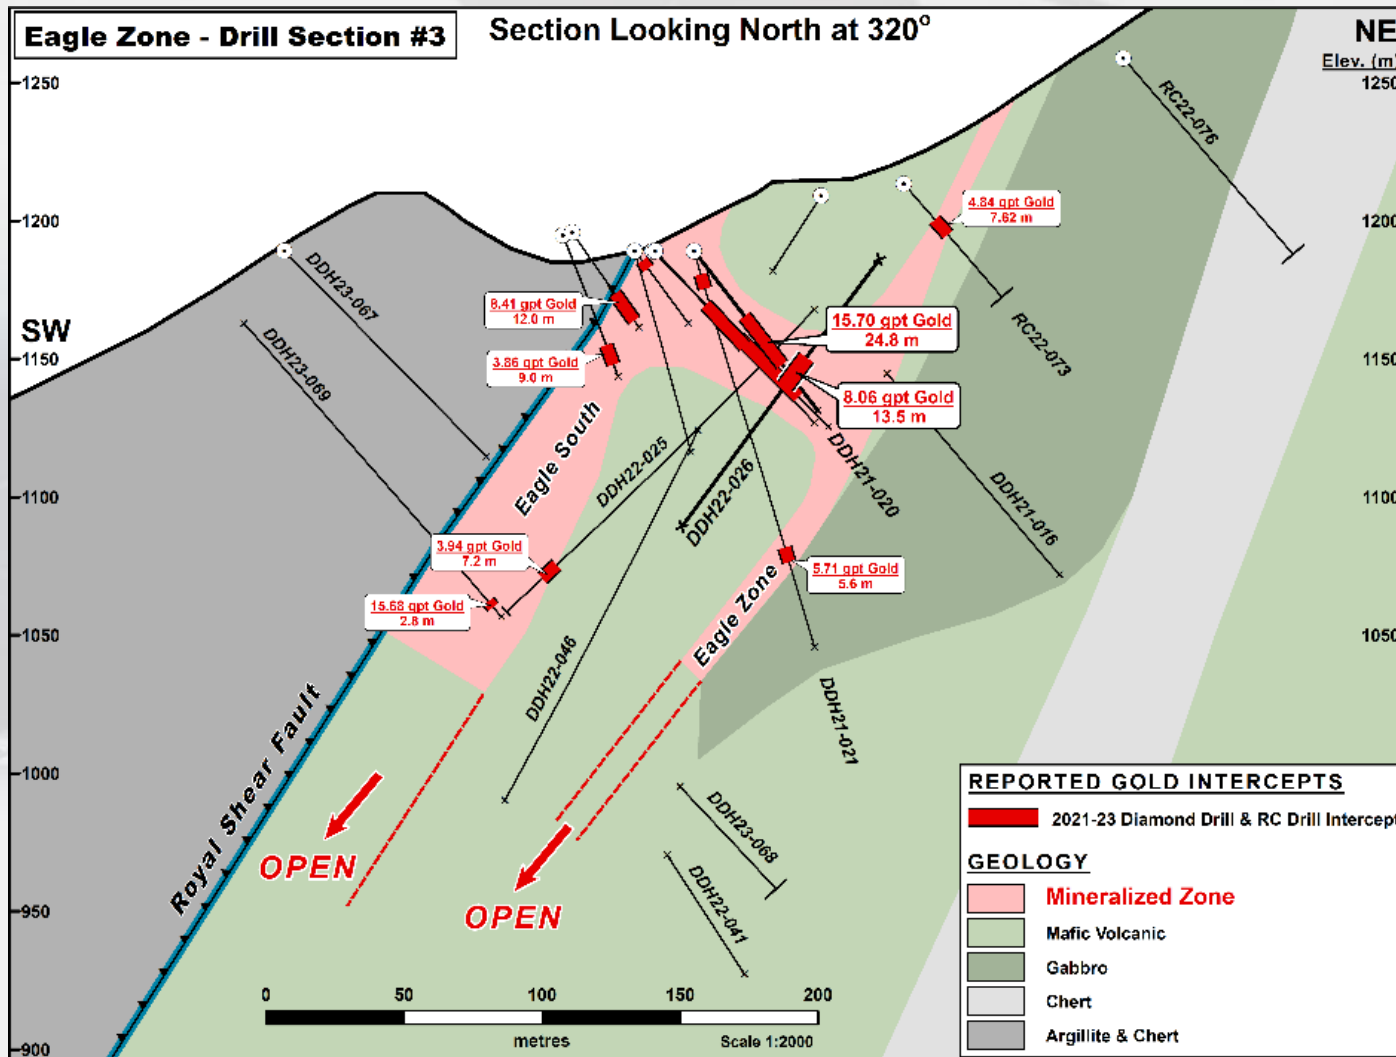 Eagle Zone - Drill Section #3
Section Looking North at 320°
NE
Elev. (m)
1250
1250
1200
1200
SW
1150
1150
1100
1100
1050
1050
1000
950
900
RC22-076
4.84 gpt Gold
7.62 m
RC22-073
DDH23-067
DDH23-069
8.41 gpt Gold
12.0 m
3.86 gpt Gold
9.0 m
15.70 gpt Gold
24.8 m
8.06 gpt Gold
13.5 m
Eagle South
DDH22-025
DDH22-026
DDH21-020
DDH21-016
3.94 gpt Gold
7.2 m
15.68 gpt Gold
2.8 m
5.71 gpt Gold
5.6 m
Eagle Zone
DDH22-046
DDH21-021
Royal Shear Fault
OPEN
OPEN
DDH23-068
DDH22-041
0 50 100 150 200
metres
Scale 1:2000
REPORTED GOLD INTERCEPTS
2021-23 Diamond Drill & RC Drill Intercept
GEOLOGY
Mineralized Zone
Mafic Volcanic
Gabbro
Chert
Argillite & Chert